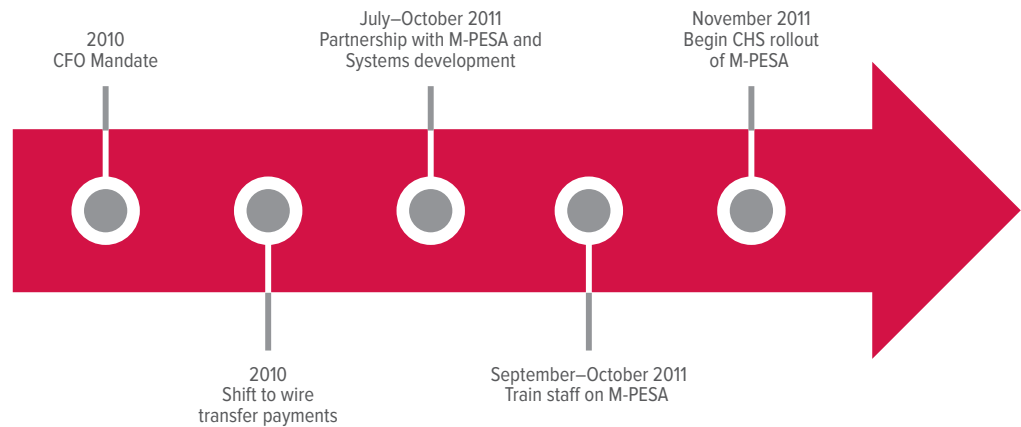 2010
CFO Mandate
2010
Shift to wire
transfer payments
July–October 2011
Partnership with M-PESA and
Systems development
September–October 2011
Train staff on M-PESA
November 2011
Begin CHS rollout
of M-PESA